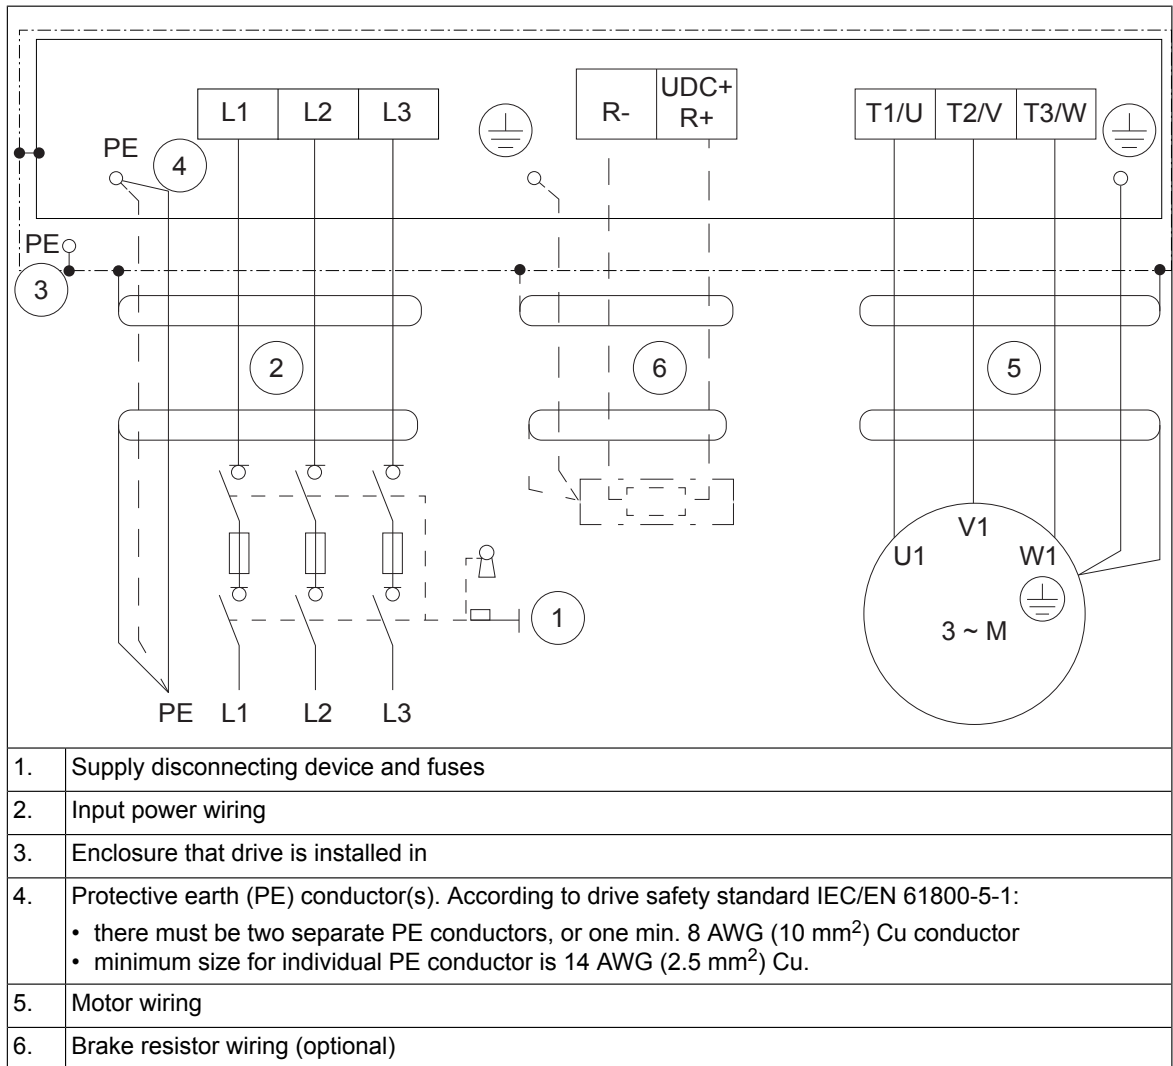 L1 L2 L3
R-
UDC+
R+
T1/U T2/V T3/W
PE
4
PE
3
2
6
5
1
U1
V1
W1
3 ~ M
PE L1 L2 L3
1. Supply disconnecting device and fuses
2. Input power wiring
3. Enclosure that drive is installed in
4. Protective earth (PE) conductor(s). According to drive safety standard IEC/EN 61800-5-1:
• there must be two separate PE conductors, or one min. 8 AWG (10 mm²) Cu conductor
• minimum size for individual PE conductor is 14 AWG (2.5 mm²) Cu.
5. Motor wiring
6. Brake resistor wiring (optional)